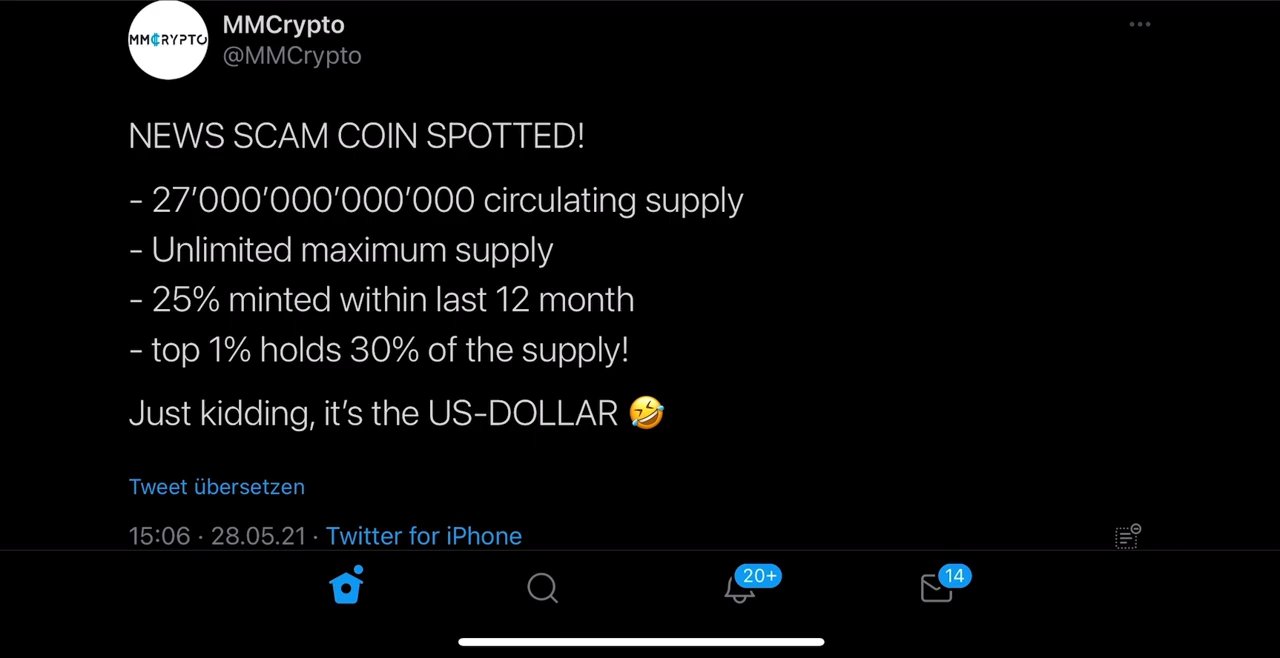 MMCRYPTO
MMCrypto
@MMCrypto
NEWS SCAM COIN SPOTTED!
- 27’000’000’000’000 circulating supply
- Unlimited maximum supply
- 25% minted within last 12 month
- top 1% holds 30% of the supply!
Just kidding, it’s the US-DOLLAR 🤣
Tweet übersetzen
15:06 · 28.05.21 · Twitter for iPhone
20+
14